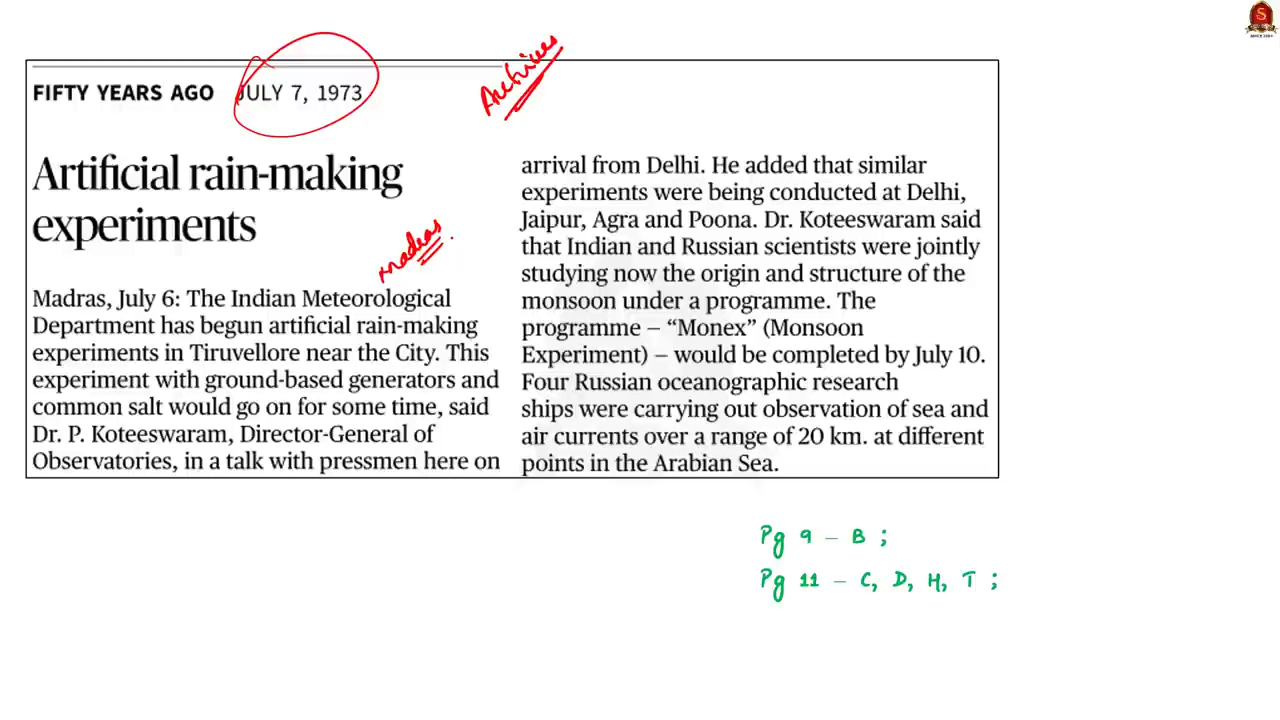 FIFTY YEARS AGO JULY 7, 1973
Archives
Artificial rain-making
experiments
madras.
Madras, July 6: The Indian Meteorological
Department has begun artificial rain-making
experiments in Tiruvellore near the City. This
experiment with ground-based generators and
common salt would go on for some time, said
Dr. P. Koteeswaram, Director-General of
Observatories, in a talk with pressmen here on
arrival from Delhi. He added that similar
experiments were being conducted at Delhi,
Jaipur, Agra and Poona. Dr. Koteeswaram said
that Indian and Russian scientists were jointly
studying now the origin and structure of the
monsoon under a programme. The
programme – “Monex” (Monsoon
Experiment) – would be completed by July 10.
Four Russian oceanographic research
ships were carrying out observation of sea and
air currents over a range of 20 km. at different
points in the Arabian Sea.
Pg 9 – B ;
Pg 11 – C, D, H, T ;